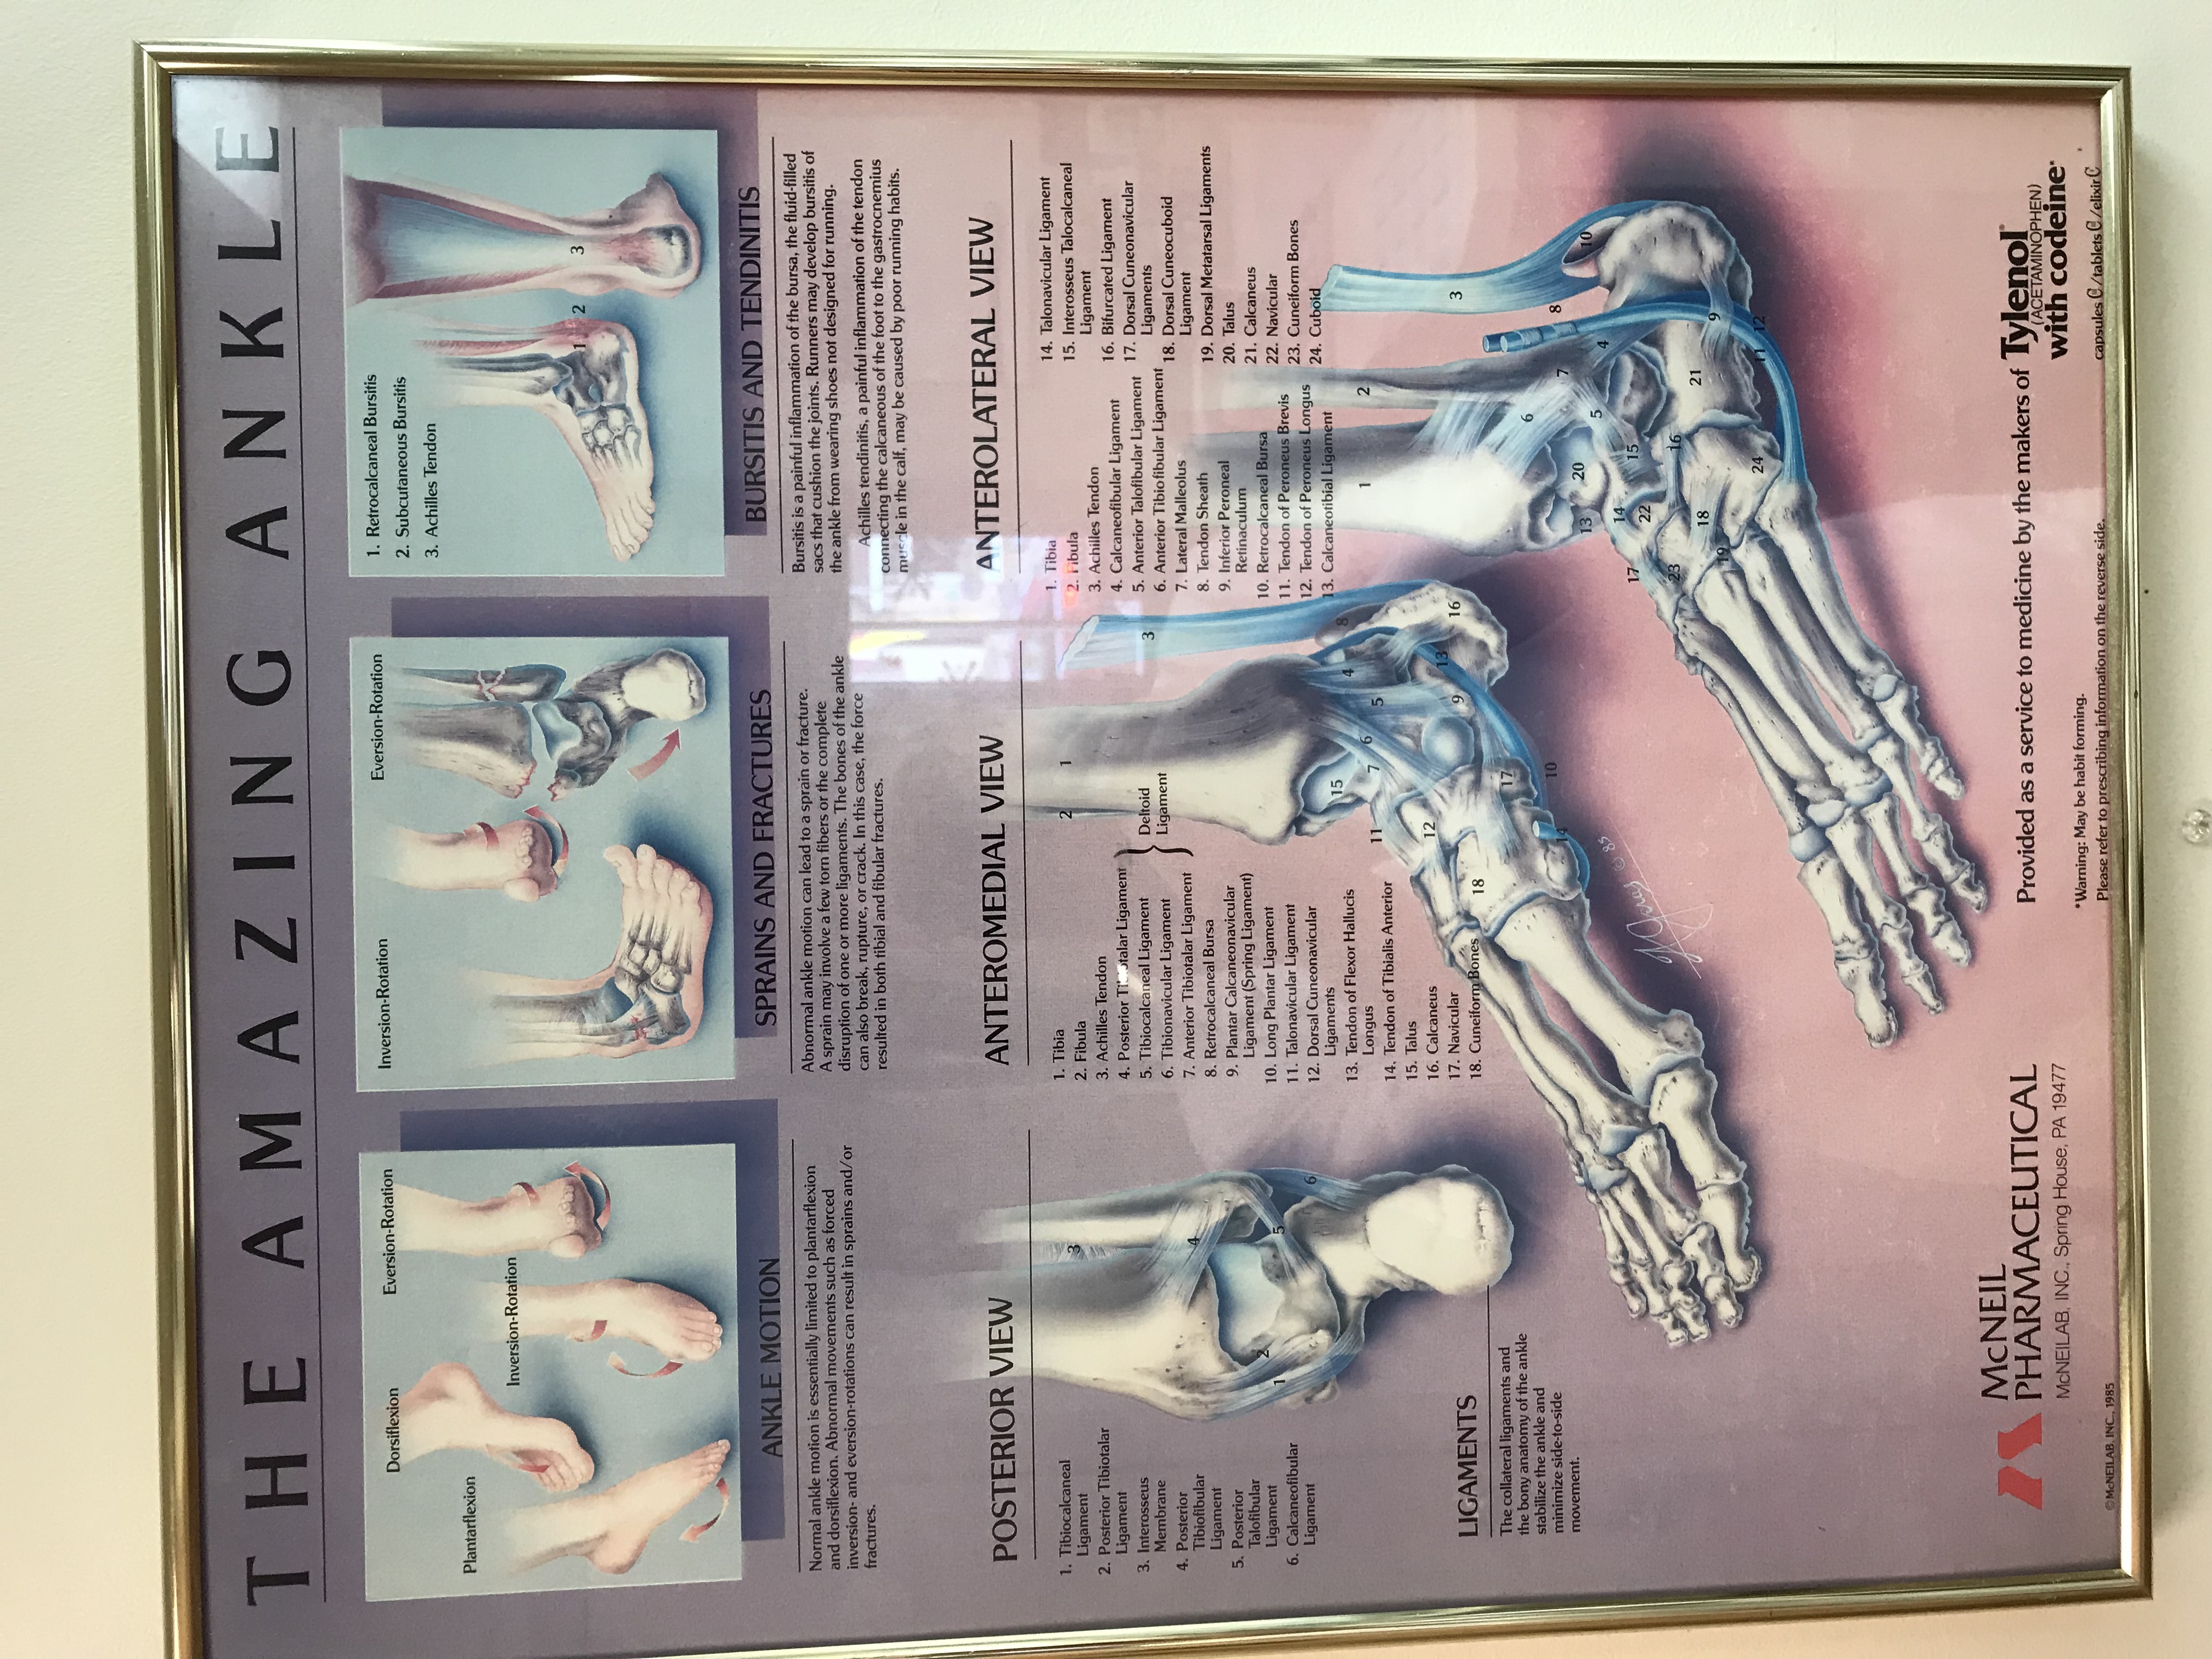 THE AMAZING ANKLE
Plantarflexion
Dorsiflexion
Inversion-Rotation
Eversion-Rotation
ANKLE MOTION
Normal ankle motion is essentially limited to plantarflexion
and dorsiflexion. Abnormal movements such as forced
inversion- and eversion-rotations can result in sprains and/or
fractures.
Inversion-Rotation
Eversion-Rotation
SPRAINS AND FRACTURES
Abnormal ankle motion can lead to a sprain or fracture.
A sprain may involve a few torn fibers or the complete
disruption of one or more ligaments. The bones of the ankle
can also break, rupture, or crack. In this case, the force
resulted in both tibial and fibular fractures.
1. Retrocalcaneal Bursitis
2. Subcutaneous Bursitis
3. Achilles Tendon
1 2 3
BURSITIS AND TENDINITIS
Bursitis is a painful inflammation of the bursa, the fluid-filled
sacs that cushion the joints. Runners may develop bursitis of
the ankle from wearing shoes not designed for running.
Achilles tendinitis, a painful inflammation of the tendon
connecting the calcaneous of the foot to the gastrocnemius
muscle in the calf, may be caused by poor running habits.
POSTERIOR VIEW
1. Tibiocalcaneal
Ligament
2. Posterior Tibiotalar
Ligament
3. Interosseus
Membrane
4. Posterior
Tibiofibular
Ligament
5. Posterior
Talofibular
Ligament
6. Calcaneofibular
Ligament
3
4
2
1
5
6
LIGAMENTS
The collateral ligaments and
the bony anatomy of the ankle
stabilize the ankle and
minimize side-to-side
movement.
ANTEROMEDIAL VIEW
1. Tibia
2. Fibula
3. Achilles Tendon
4. Posterior Tibiotalar Ligament
5. Tibiocalcaneal Ligament
6. Tibionavicular Ligament
7. Anterior Tibiotalar Ligament
Deltoid
Ligament
8. Retrocalcaneal Bursa
9. Plantar Calcaneonavicular
Ligament (Spring Ligament)
10. Long Plantar Ligament
11. Talonavicular Ligament
12. Dorsal Cuneonavicular
Ligaments
13. Tendon of Flexor Hallucis
Longus
14. Tendon of Tibialis Anterior
15. Talus
16. Calcaneus
17. Navicular
18. Cuneiform Bones
2 1
3
15 4 8
11 7 6 5
12 13
9 16
18
17
14 10
ANTEROLATERAL VIEW
1. Tibia
2. Fibula
3. Achilles Tendon
4. Calcaneofibular Ligament
5. Anterior Talofibular Ligament
6. Anterior Tibiofibular Ligament
7. Lateral Malleolus
8. Tendon Sheath
9. Inferior Peroneal
Retinaculum
10. Retrocalcaneal Bursa
11. Tendon of Peroneus Brevis
12. Tendon of Peroneus Longus
13. Calcaneotibial Ligament
14. Talonavicular Ligament
15. Interosseus Talocalcaneal
Ligament
16. Bifurcated Ligament
17. Dorsal Cuneonavicular
Ligaments
18. Dorsal Cuneocuboid
Ligament
19. Dorsal Metatarsal Ligaments
20. Talus
21. Calcaneus
22. Navicular
23. Cuneiform Bones
24. Cuboid
1 2
3
6
7 8
13 20 5 4 10
14
17 22 15
23 16
18 21
19 9
24 11 12
© 85
McNEIL
PHARMACEUTICAL
McNEILAB, INC., Spring House, PA 19477
©McNEILAB, INC., 1985
Provided as a service to medicine by the makers of Tylenol®
(ACETAMINOPHEN)
with codeine*
*Warning: May be habit forming.
Please refer to prescribing information on the reverse side.
capsules C/tablets C/elixir C